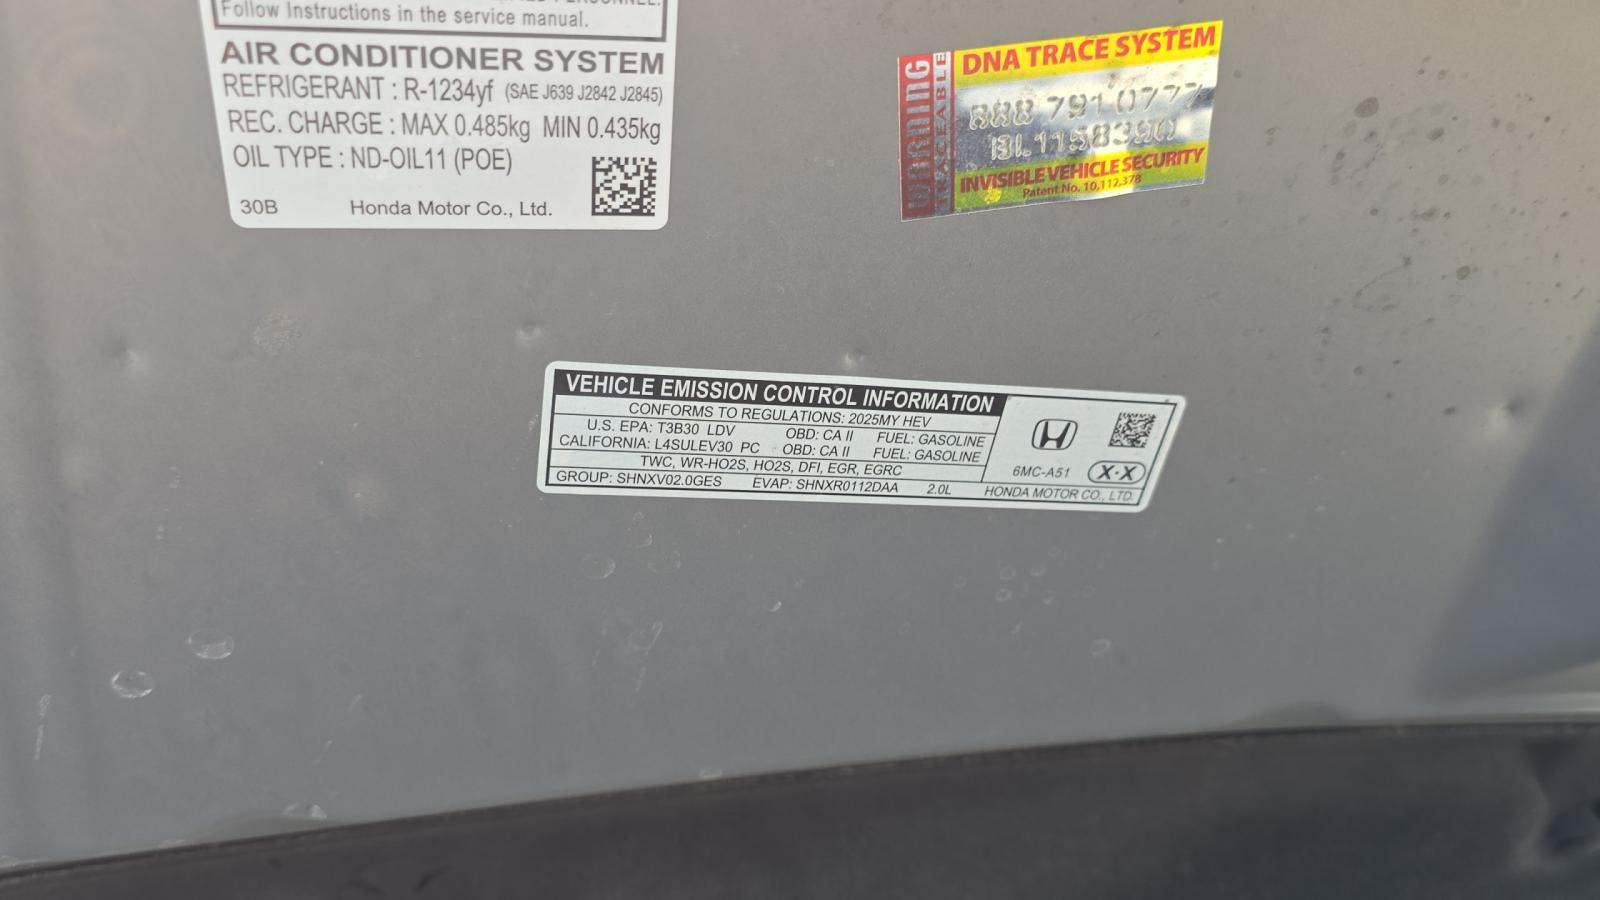 Follow Instructions in the service manual.
AIR CONDITIONER SYSTEM
REFRIGERANT : R-1234yf (SAE J639 J2842 J2845)
REC. CHARGE : MAX 0.485kg MIN 0.435kg
OIL TYPE : ND-OIL11 (POE)
30B Honda Motor Co., Ltd.
WARNING
TRACEABLE
DNA TRACE SYSTEM
888 7910777
BL1158390
INVISIBLE VEHICLE SECURITY
Patent No. 10,112,378
VEHICLE EMISSION CONTROL INFORMATION
CONFORMS TO REGULATIONS: 2025MY HEV
U.S. EPA: T3B30 LDV OBD: CA II FUEL: GASOLINE
CALIFORNIA: L4SULEV30 PC OBD: CA II FUEL: GASOLINE
TWC, WR-HO2S, HO2S, DFI, EGR, EGRC
GROUP: SHNXV02.0GES EVAP: SHNXR0112DAA 2.0L
6MC-A51 X-X
HONDA MOTOR CO., LTD.